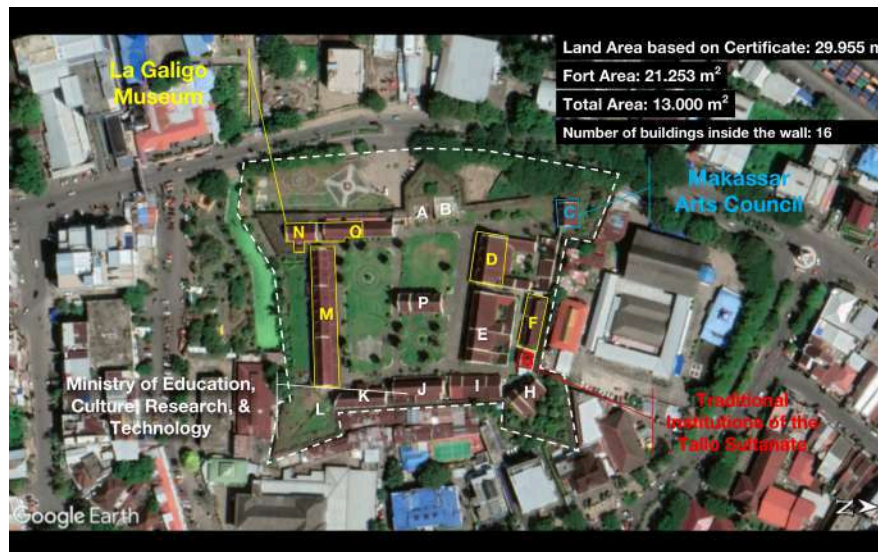 Land Area based on Certificate: 29.955 m
Fort Area: 21.253 m²
Total Area: 13.000 m²
Number of buildings inside the wall: 16
La Galigo
Museum
Makassar
Arts Council
A
B
C
N
O
D
M
P
E
F
Ministry of Education,
Culture, Research, &
Technology
L
K
J
I
H
Traditional
Institutions of the
Tallo Sultanate
Google Earth